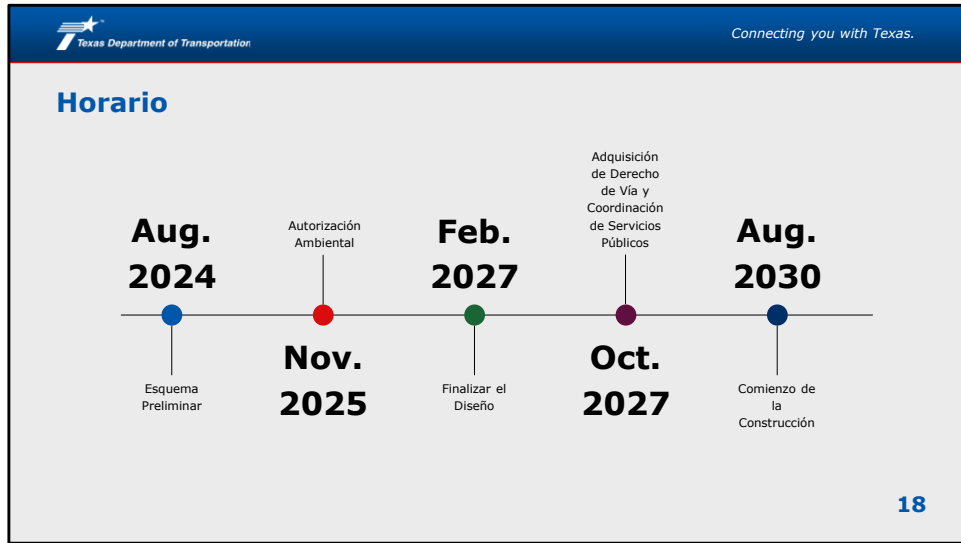 Texas Department of Transportation
Connecting you with Texas.
Horario
Aug.
2024
Esquema
Preliminar
Autorización
Ambiental
Nov.
2025
Feb.
2027
Finalizar el
Diseño
Adquisición
de Derecho
de Vía y
Coordinación
de Servicios
Públicos
Oct.
2027
Aug.
2030
Comienzo de
la
Construcción
18